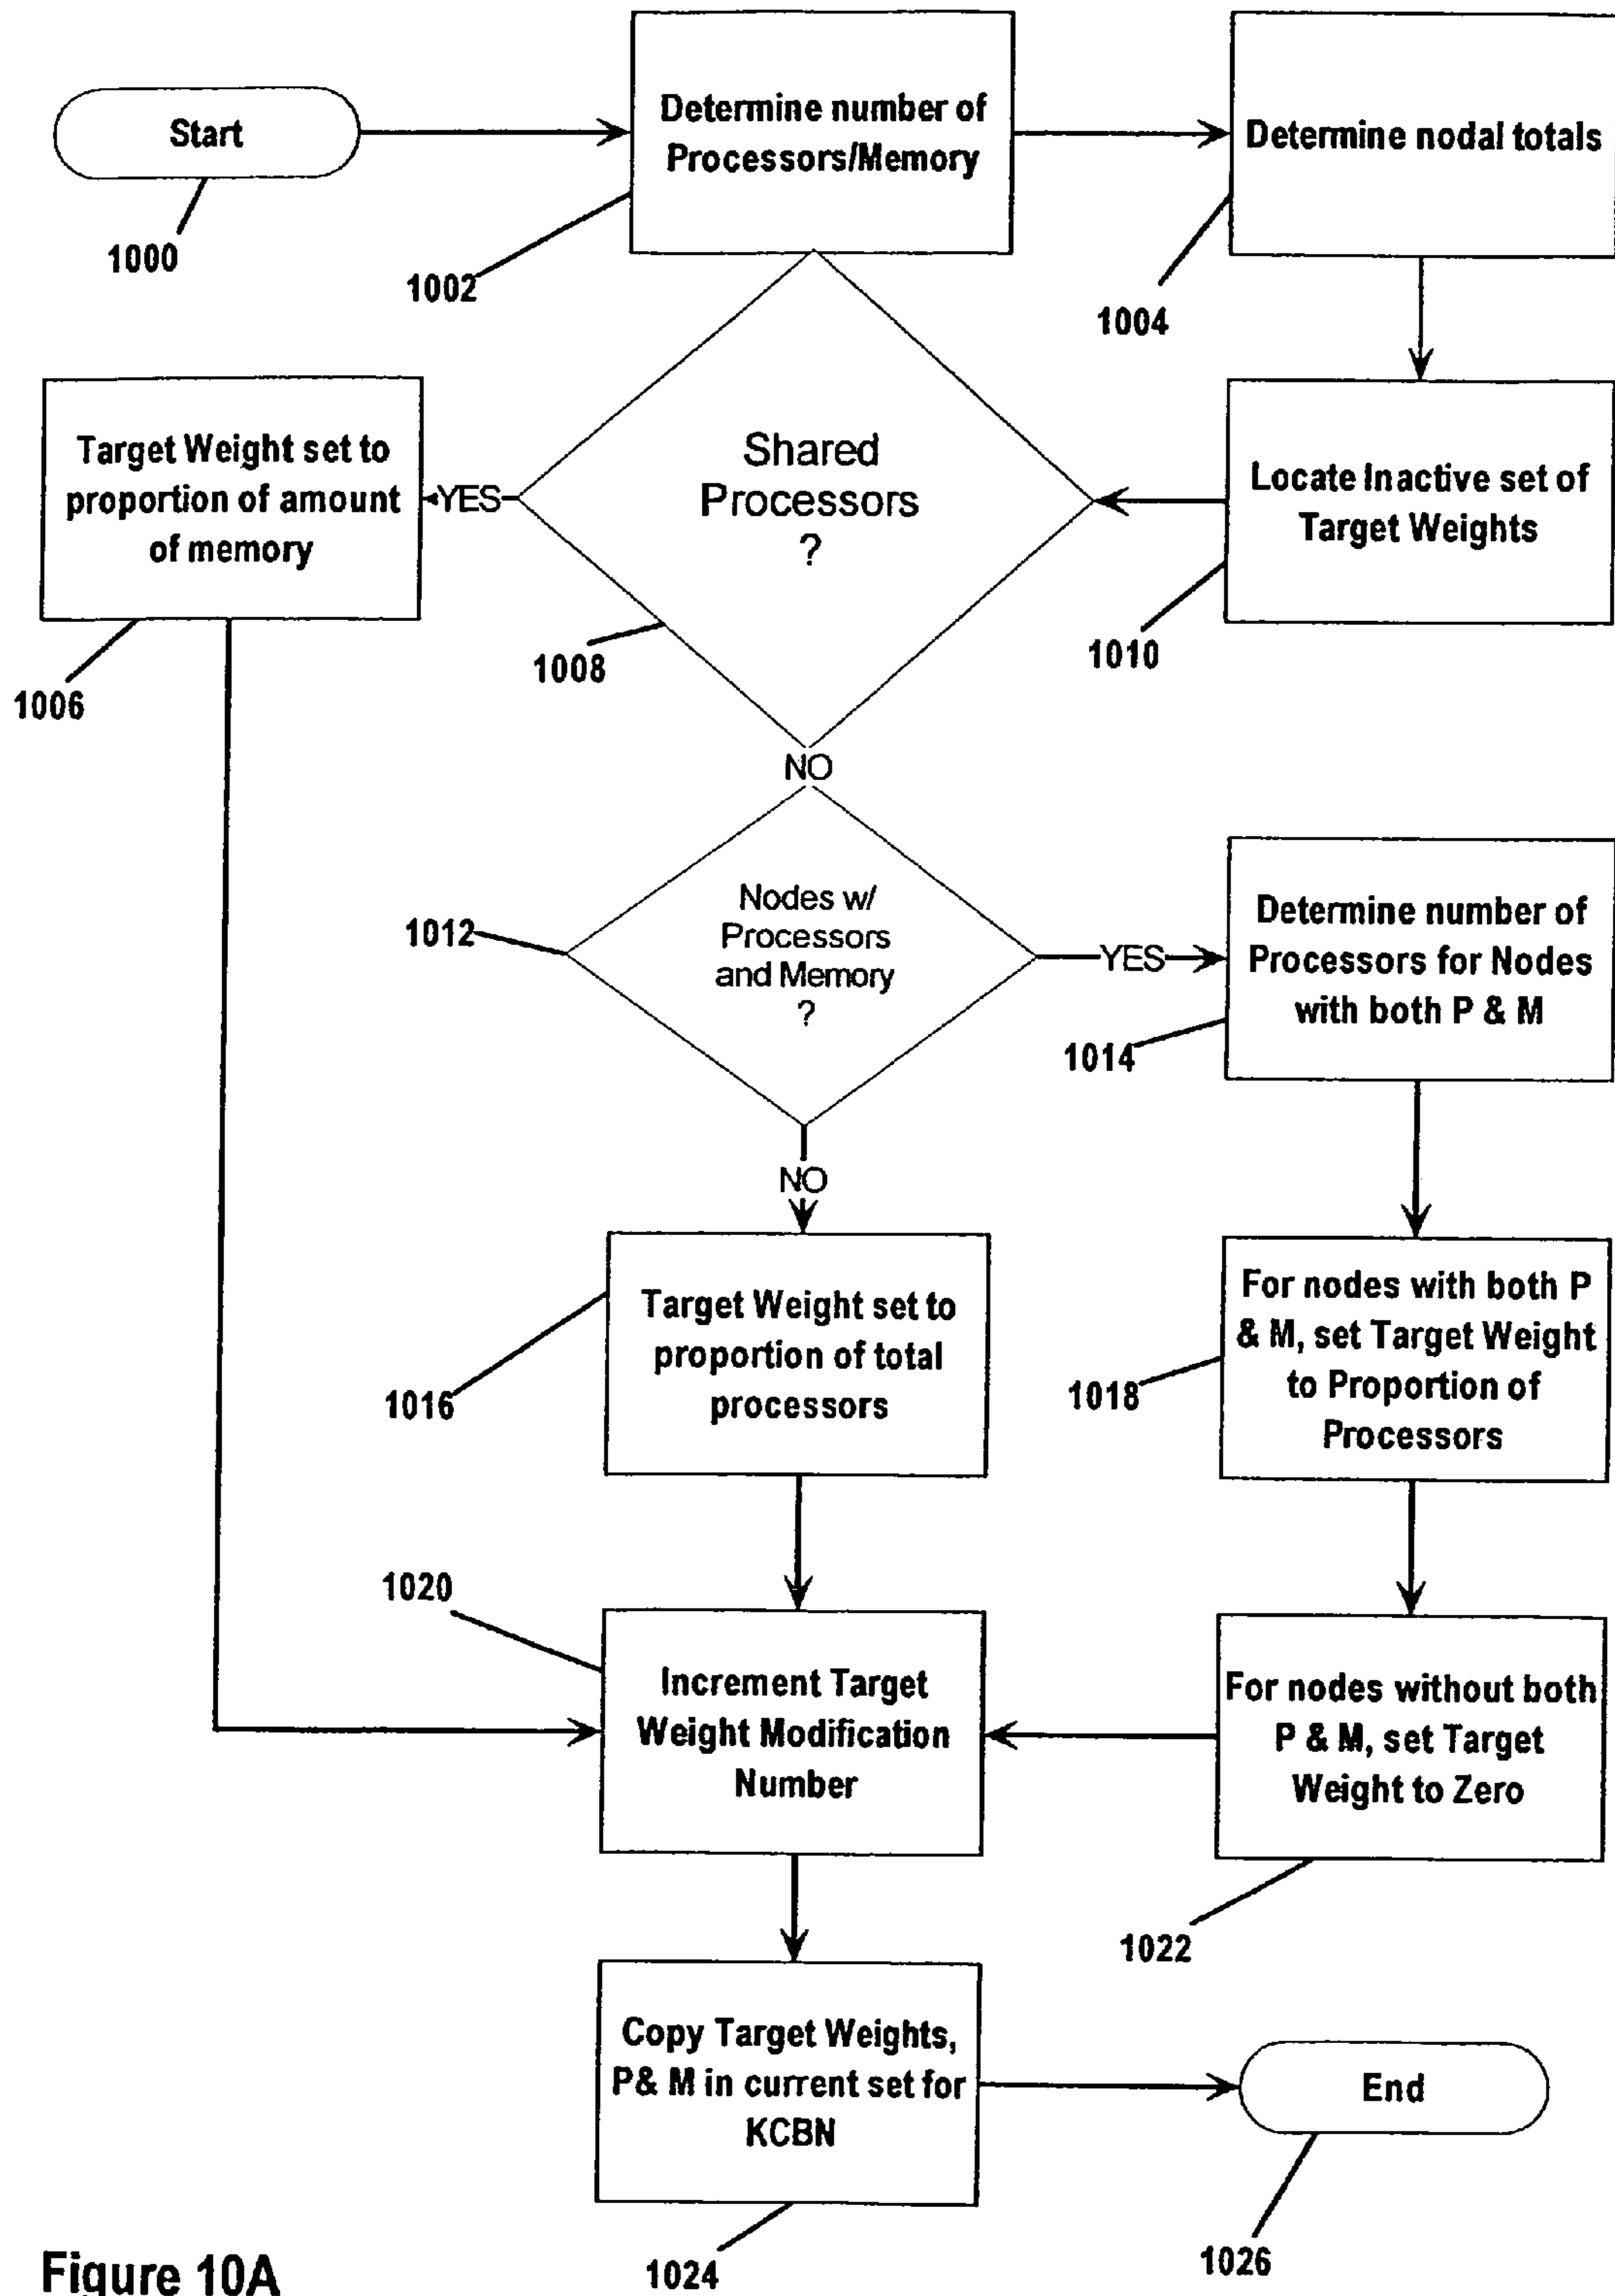 Start
1000
Determine number of
Processors/Memory
1002
Determine nodal totals
1004
Target Weight set to
proportion of amount
of memory
1006
YES
Shared
Processors
?
1008
Locate Inactive set of
Target Weights
1010
NO
Nodes w/
Processors
and Memory
?
1012
YES
Determine number of
Processors for Nodes
with both P & M
1014
NO
Target Weight set to
proportion of total
processors
1016
For nodes with both P
& M, set Target Weight
to Proportion of
Processors
1018
1020
Increment Target
Weight Modification
Number
For nodes without both
P & M, set Target
Weight to Zero
1022
Copy Target Weights,
P& M in current set for
KCBN
1024
End
1026
Figure 10A